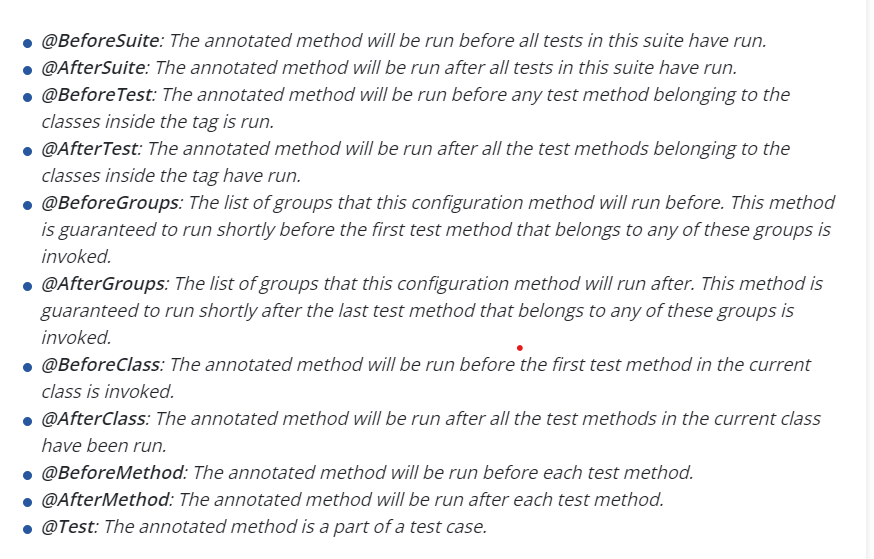 @BeforeSuite: The annotated method will be run before all tests in this suite have run.
@AfterSuite: The annotated method will be run after all tests in this suite have run.
@BeforeTest: The annotated method will be run before any test method belonging to the
classes inside the tag is run.
@AfterTest: The annotated method will be run after all the test methods belonging to the
classes inside the tag have run.
@BeforeGroups: The list of groups that this configuration method will run before. This method
is guaranteed to run shortly before the first test method that belongs to any of these groups is
invoked.
@AfterGroups: The list of groups that this configuration method will run after. This method is
guaranteed to run shortly after the last test method that belongs to any of these groups is
invoked.
@BeforeClass: The annotated method will be run before the first test method in the current
class is invoked.
@AfterClass: The annotated method will be run after all the test methods in the current class
have been run.
@BeforeMethod: The annotated method will be run before each test method.
@AfterMethod: The annotated method will be run after each test method.
@Test: The annotated method is a part of a test case.